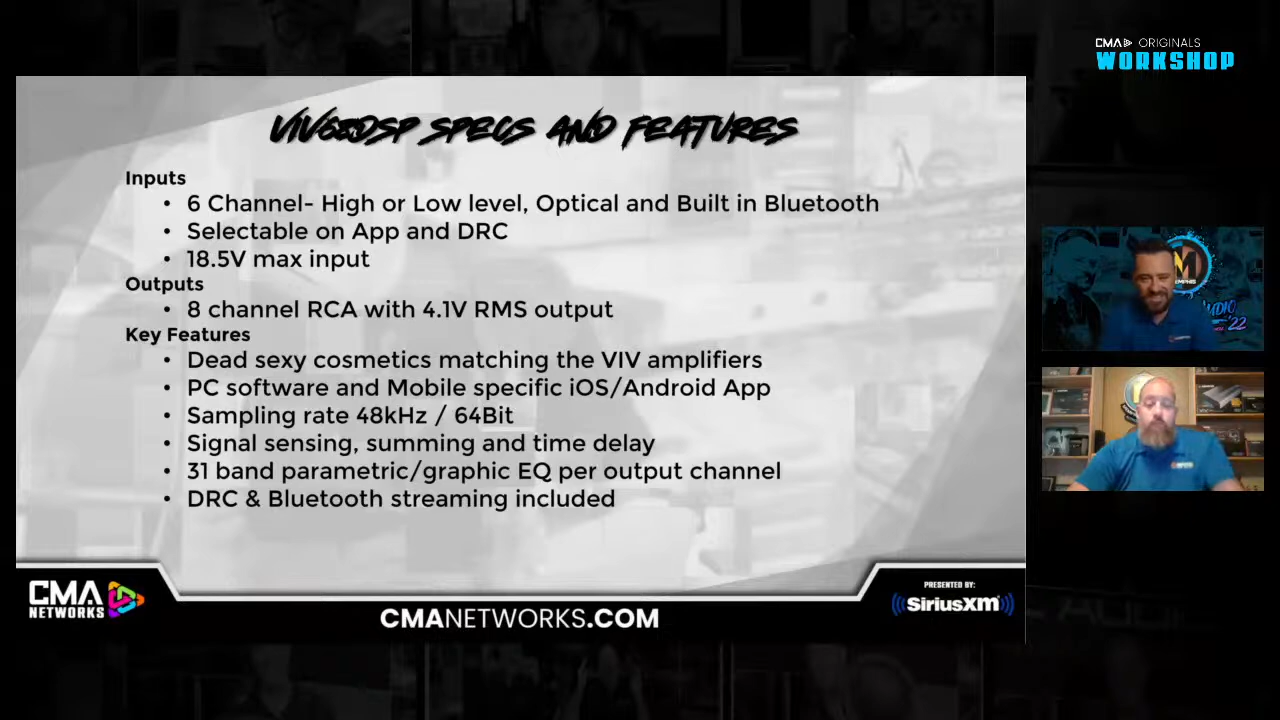 CMA ORIGINALS
WORKSHOP
VIV68DSP SPECS AND FEATURES
Inputs
• 6 Channel- High or Low level, Optical and Built in Bluetooth
• Selectable on App and DRC
• 18.5V max input
Outputs
• 8 channel RCA with 4.1V RMS output
Key Features
• Dead sexy cosmetics matching the VIV amplifiers
• PC software and Mobile specific iOS/Android App
• Sampling rate 48kHz / 64Bit
• Signal sensing, summing and time delay
• 31 band parametric/graphic EQ per output channel
• DRC & Bluetooth streaming included
M
MEMPHIS
'22
CMA
NETWORKS
CMANETWORKS.COM
PRESENTED BY:
SiriusXM